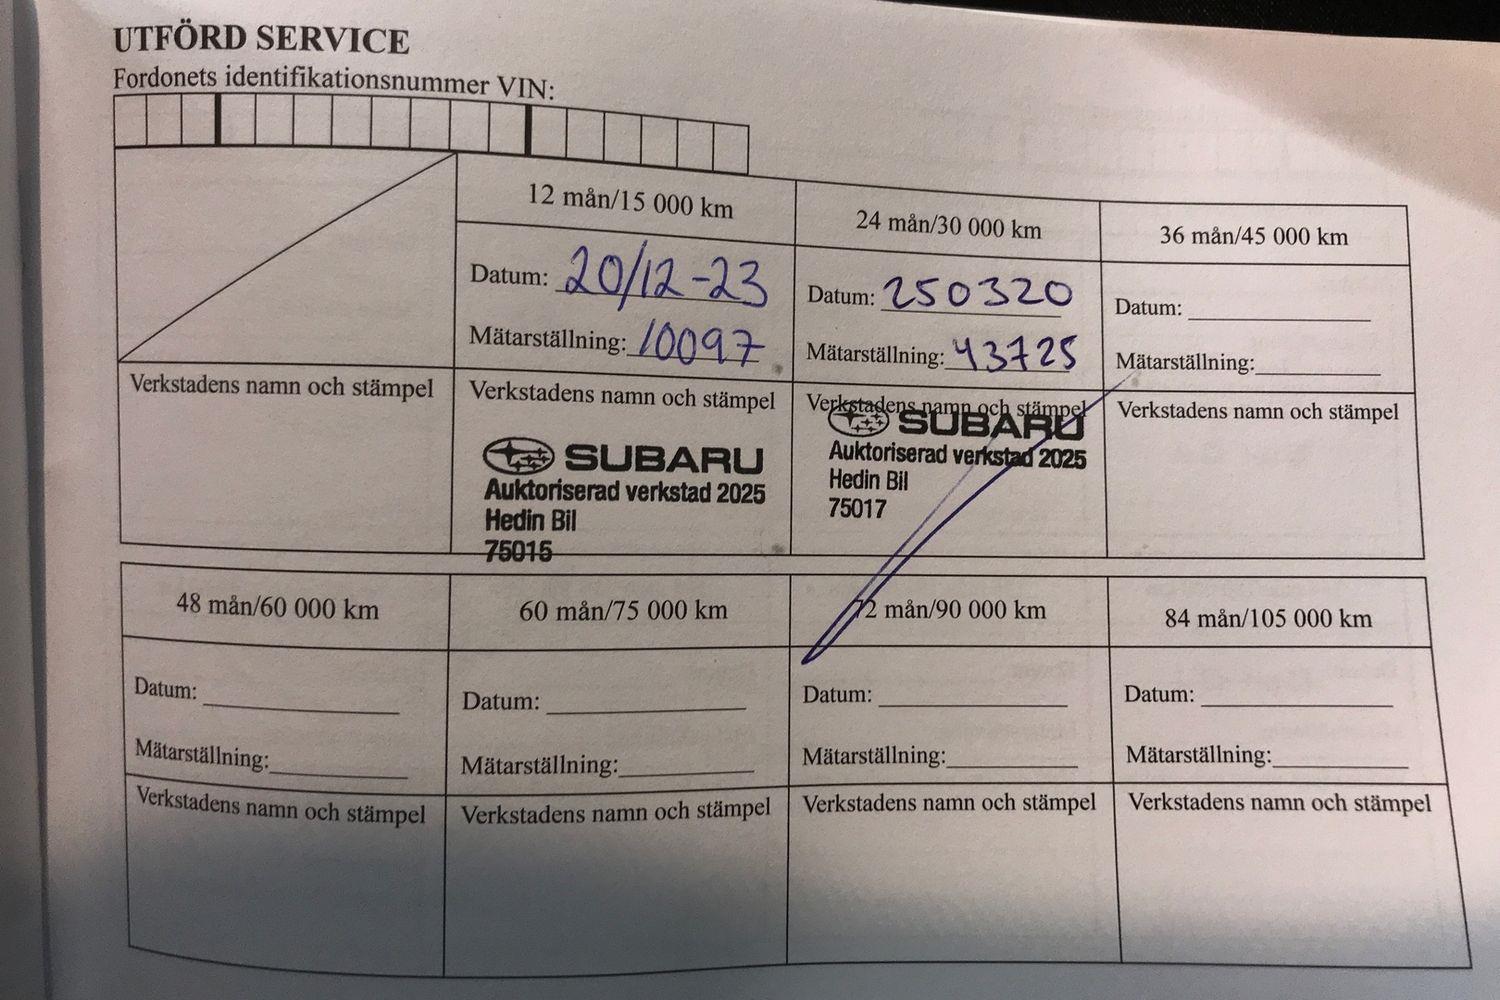 UTFÖRD SERVICE
Fordonets identifikationsnummer VIN:
12 mån/15 000 km
Datum: 20/12-23
Mätarställning: 10097
Verkstadens namn och stämpel
SUBARU
Auktoriserad verkstad 2025
Hedin Bil
75015
24 mån/30 000 km
Datum: 250320
Mätarställning: 43725
Verkstadens namn och stämpel
SUBARU
Auktoriserad verkstad 2025
Hedin Bil
75017
36 mån/45 000 km
Datum:
Mätarställning:
Verkstadens namn och stämpel
Verkstadens namn och stämpel
48 mån/60 000 km
Datum:
Mätarställning:
Verkstadens namn och stämpel
60 mån/75 000 km
Datum:
Mätarställning:
Verkstadens namn och stämpel
72 mån/90 000 km
Datum:
Mätarställning:
Verkstadens namn och stämpel
84 mån/105 000 km
Datum:
Mätarställning:
Verkstadens namn och stämpel